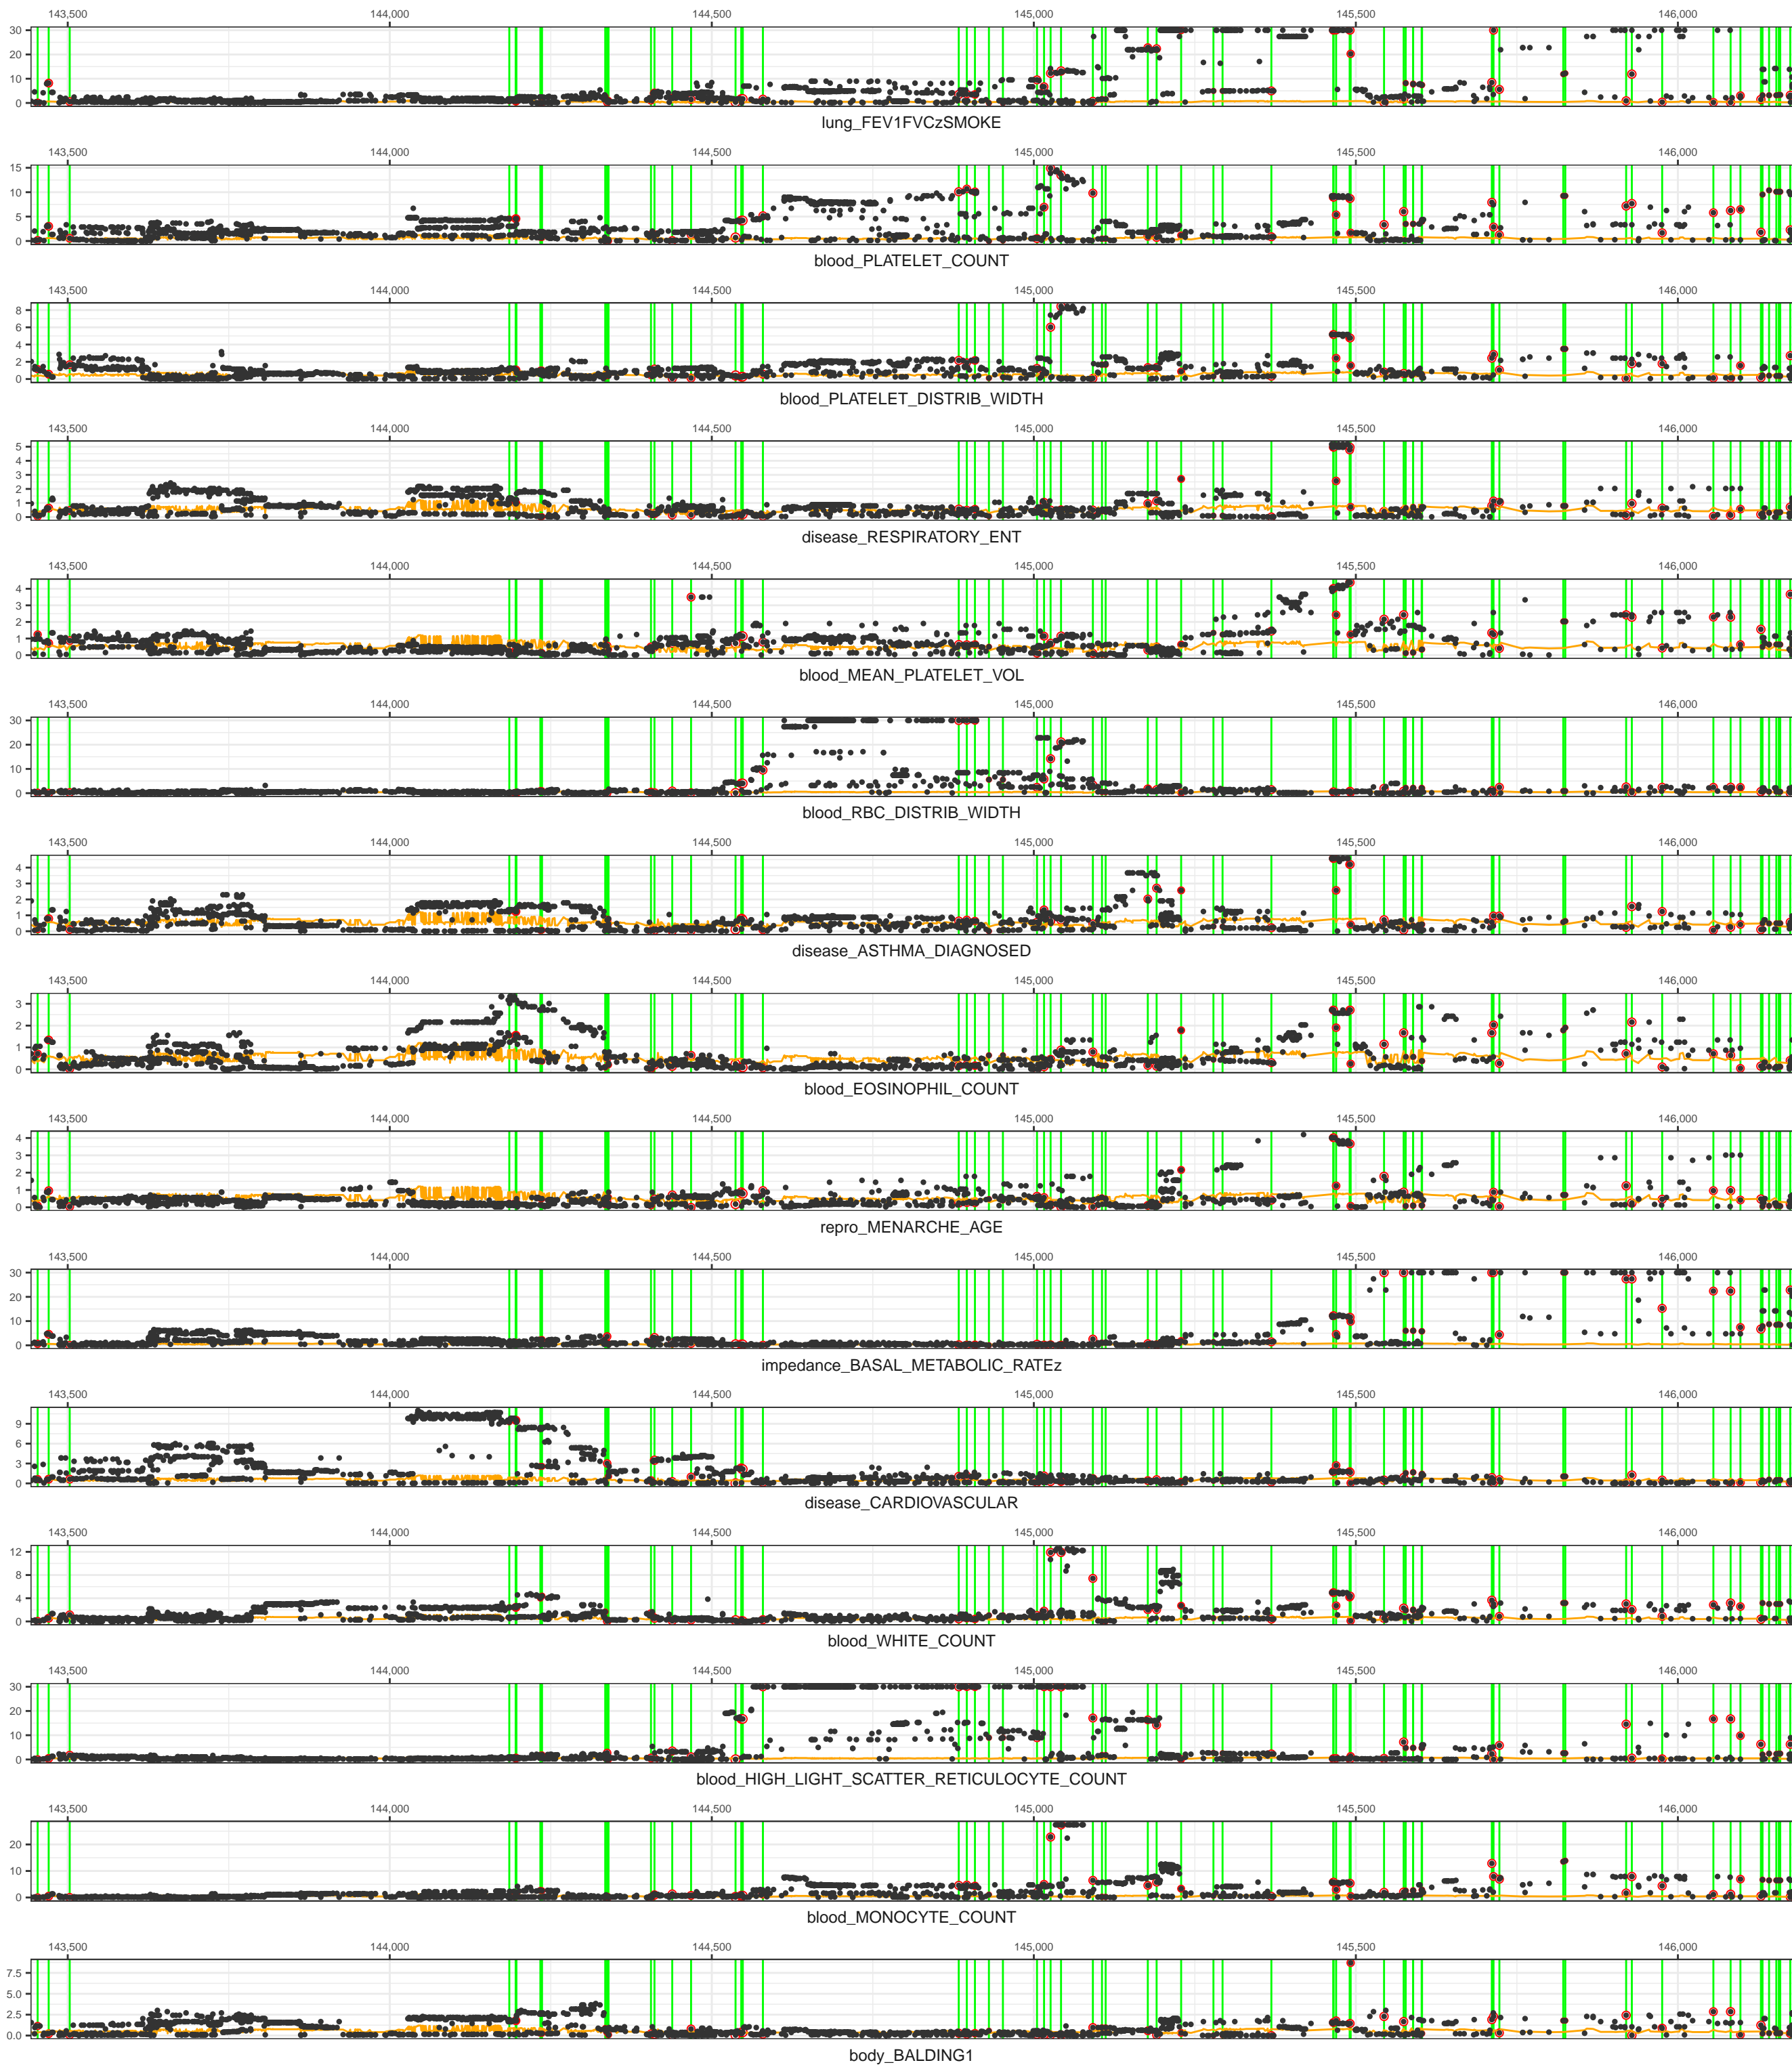 143,500 144,000 144,500 145,000 145,500 146,000
30
20
10
0
lung_FEV1FVCzSMOKE
143,500 144,000 144,500 145,000 145,500 146,000
15
10
5
0
blood_PLATELET_COUNT
143,500 144,000 144,500 145,000 145,500 146,000
8
6
4
2
0
blood_PLATELET_DISTRIB_WIDTH
143,500 144,000 144,500 145,000 145,500 146,000
5
4
3
2
1
0
disease_RESPIRATORY_ENT
143,500 144,000 144,500 145,000 145,500 146,000
4
3
2
1
0
blood_MEAN_PLATELET_VOL
143,500 144,000 144,500 145,000 145,500 146,000
30
20
10
0
blood_RBC_DISTRIB_WIDTH
143,500 144,000 144,500 145,000 145,500 146,000
4
3
2
1
0
disease_ASTHMA_DIAGNOSED
143,500 144,000 144,500 145,000 145,500 146,000
3
2
1
0
blood_EOSINOPHIL_COUNT
143,500 144,000 144,500 145,000 145,500 146,000
4
3
2
1
0
repro_MENARCHE_AGE
143,500 144,000 144,500 145,000 145,500 146,000
30
20
10
0
impedance_BASAL_METABOLIC_RATEz
143,500 144,000 144,500 145,000 145,500 146,000
9
6
3
0
disease_CARDIOVASCULAR
143,500 144,000 144,500 145,000 145,500 146,000
12
8
4
0
blood_WHITE_COUNT
143,500 144,000 144,500 145,000 145,500 146,000
30
20
10
0
blood_HIGH_LIGHT_SCATTER_RETICULOCYTE_COUNT
143,500 144,000 144,500 145,000 145,500 146,000
20
10
0
blood_MONOCYTE_COUNT
143,500 144,000 144,500 145,000 145,500 146,000
7.5
5.0
2.5
0.0
body_BALDING1